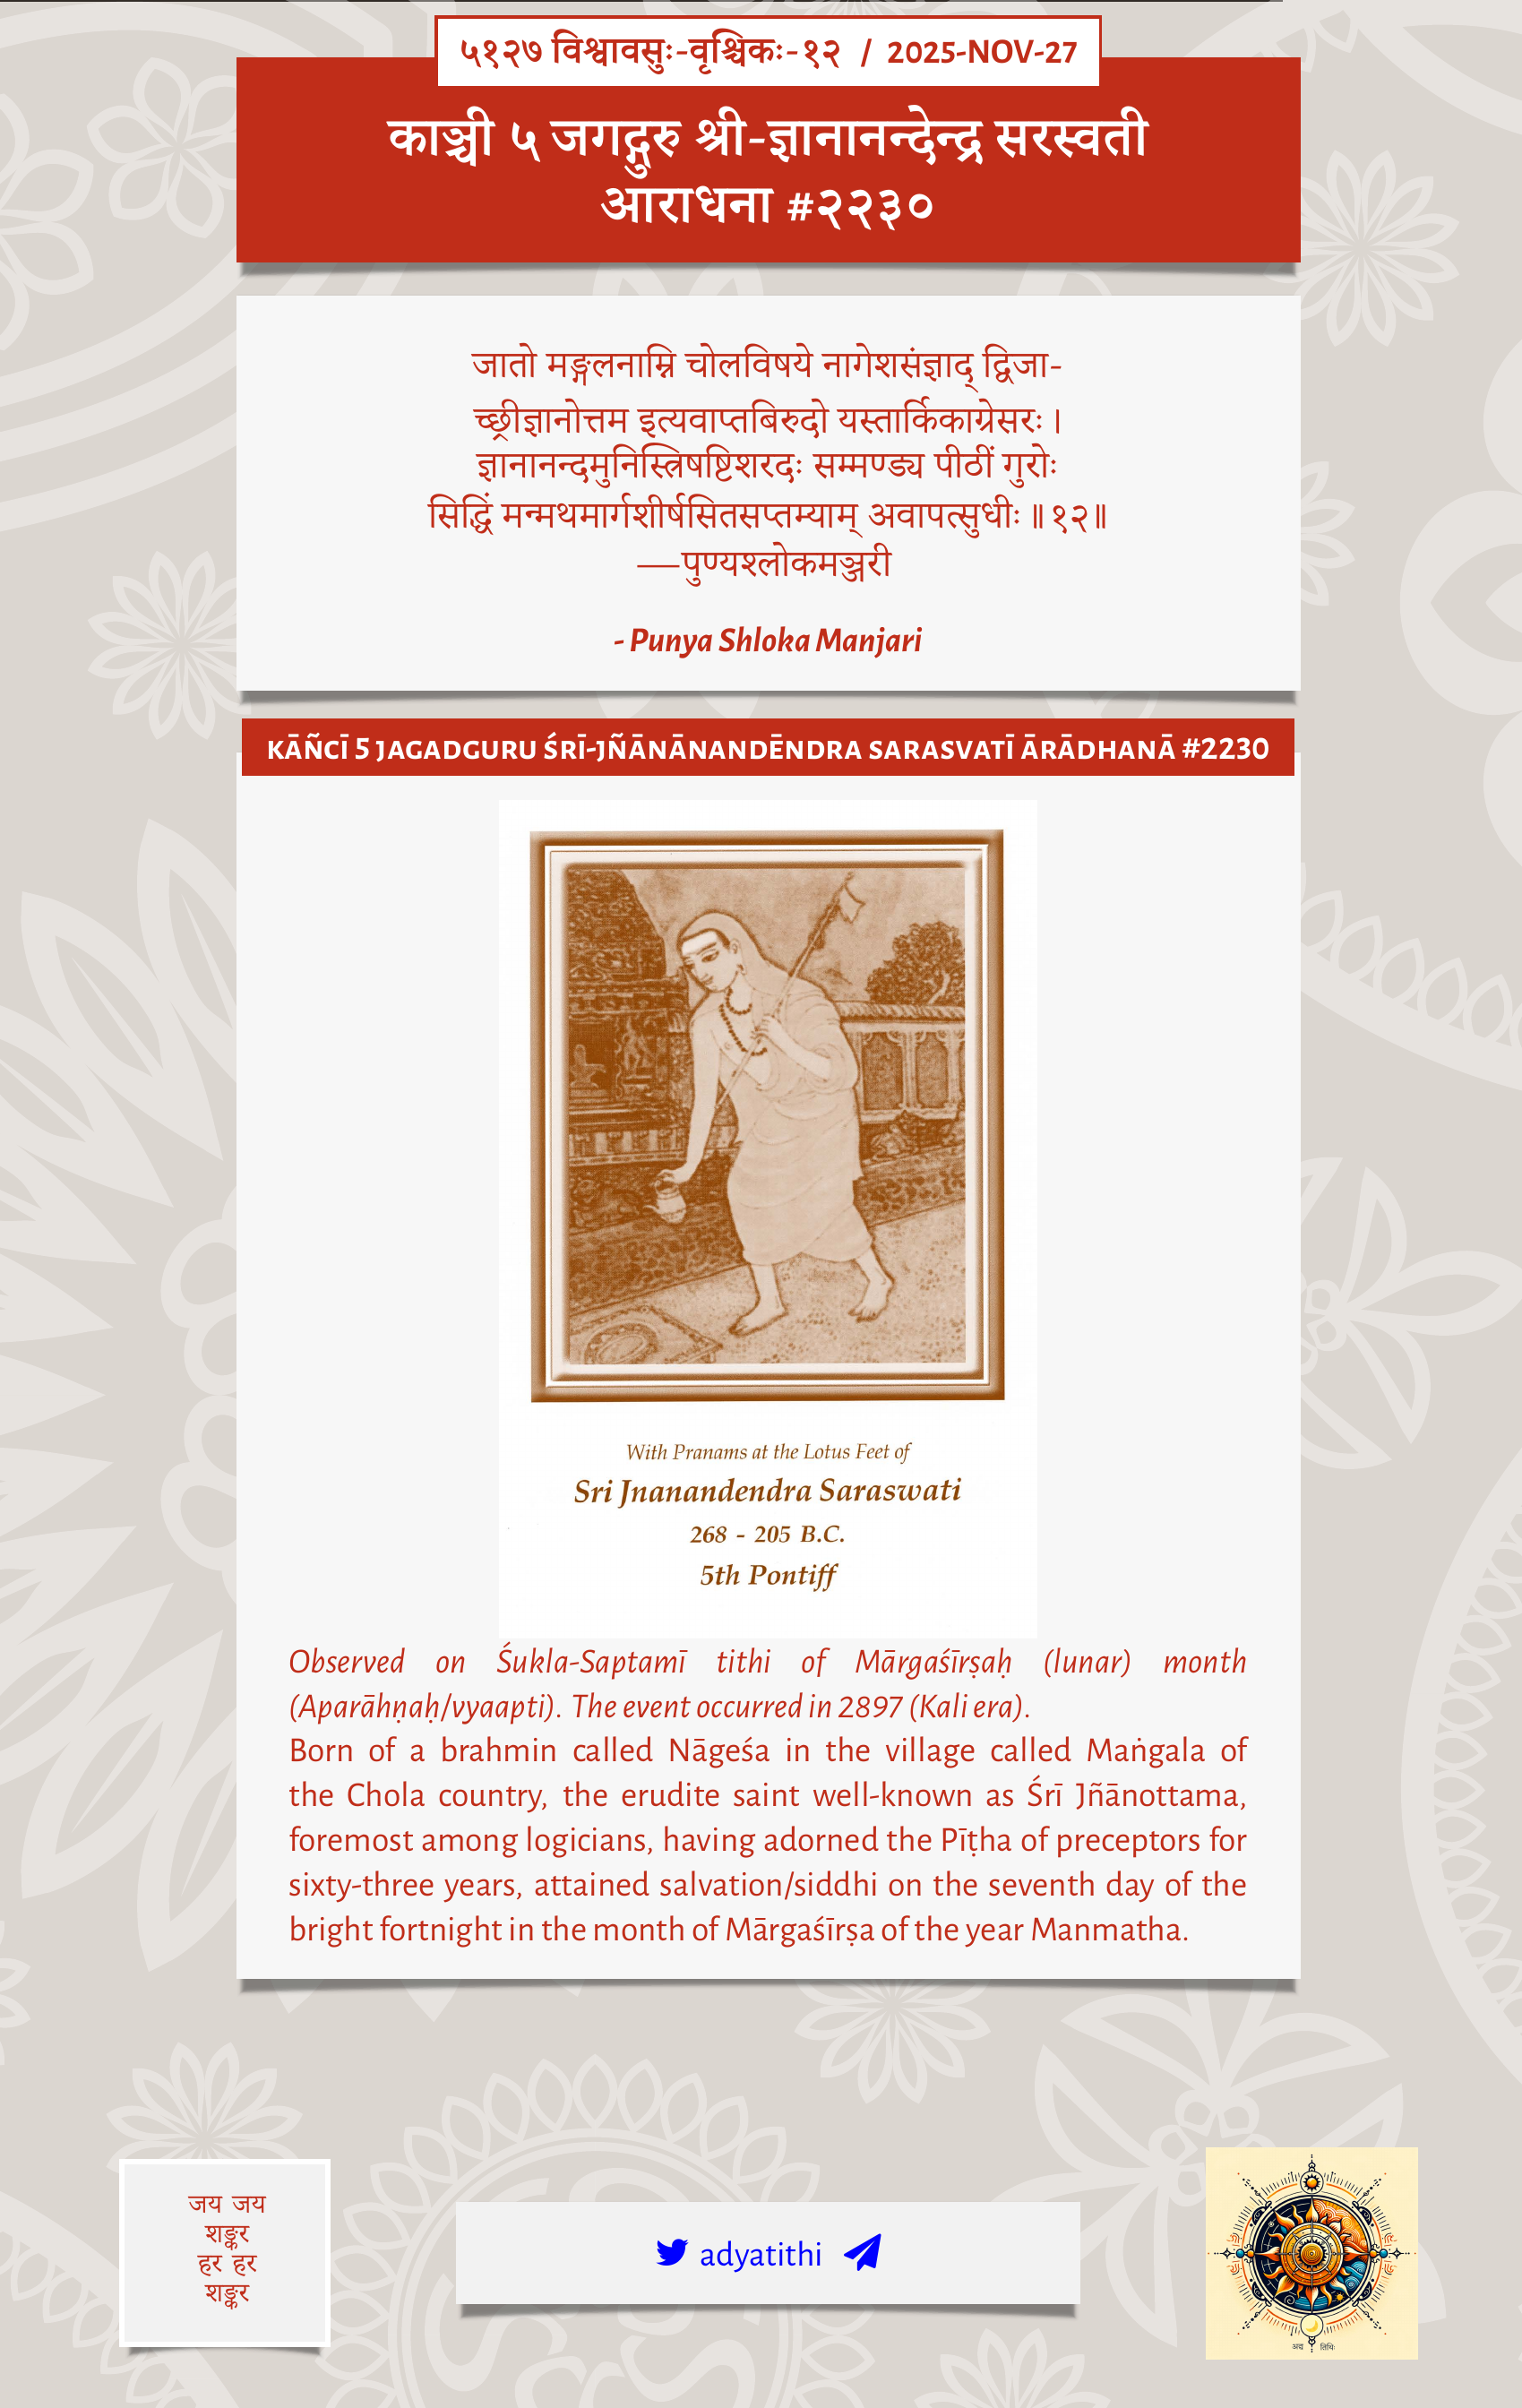 ५१२७ विश्वावसुः-वृश्चिकः-१२ / 2025-NOV-27
काञ्ची ५ जगद्गुरु श्री-ज्ञानानन्देन्द्र सरस्वती
आराधना #२२३०
जातो मङ्गलनाम्नि चोलविषये नागेशसंज्ञाद् द्विजा-
च्छ्रीज्ञानोत्तम इत्यवाप्तबिरुदो यस्तार्किकाग्रेसरः।
ज्ञानानन्दमुनिस्त्रिषष्टिशरदः सम्मण्ड्य पीठीं गुरोः
सिद्धिं मन्मथमार्गशीर्षसितसप्तम्याम् अवापत्सुधीः॥१२॥
—पुण्यश्लोकमञ्जरी
- Punya Shloka Manjari
KĀÑCĪ 5 JAGADGURU ŚRĪ-JÑĀNĀNANDĒNDRA SARASVATĪ ĀRĀDHANĀ #2230
With Pranams at the Lotus Feet of
Sri Jnanandendra Saraswati
268 - 205 B.C.
5th Pontiff
Observed on Śukla-Saptamī tithi of Mārgaśīrṣaḥ (lunar) month
(Aparāhṇaḥ/vyaapti). The event occurred in 2897 (Kali era).
Born of a brahmin called Nāgeśa in the village called Maṅgala of
the Chola country, the erudite saint well-known as Śrī Jñānottama,
foremost among logicians, having adorned the Pīṭha of preceptors for
sixty-three years, attained salvation/siddhi on the seventh day of the
bright fortnight in the month of Mārgaśīrṣa of the year Manmatha.
जय जय
शङ्कर
हर हर
शङ्कर
adyatithi
अद्य तिथिः